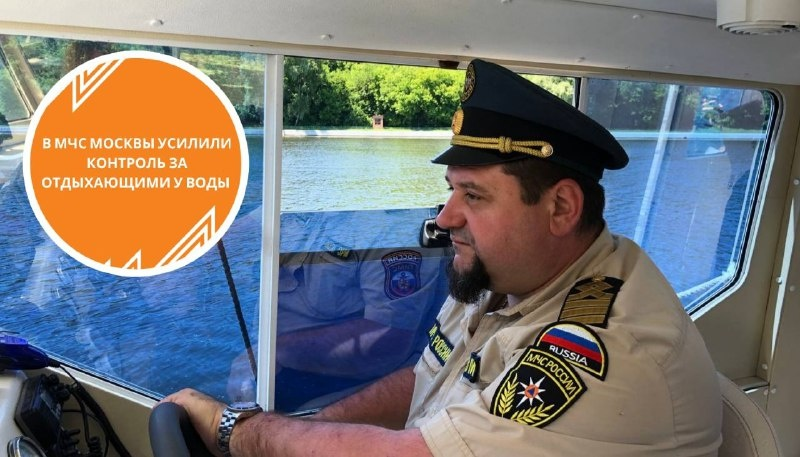 В МЧС МОСКВЫ УСИЛИЛИ
КОНТРОЛЬ ЗА
ОТДЫХАЮЩИМИ У ВОДЫ
RUSSIA
МЧС РОССИИ